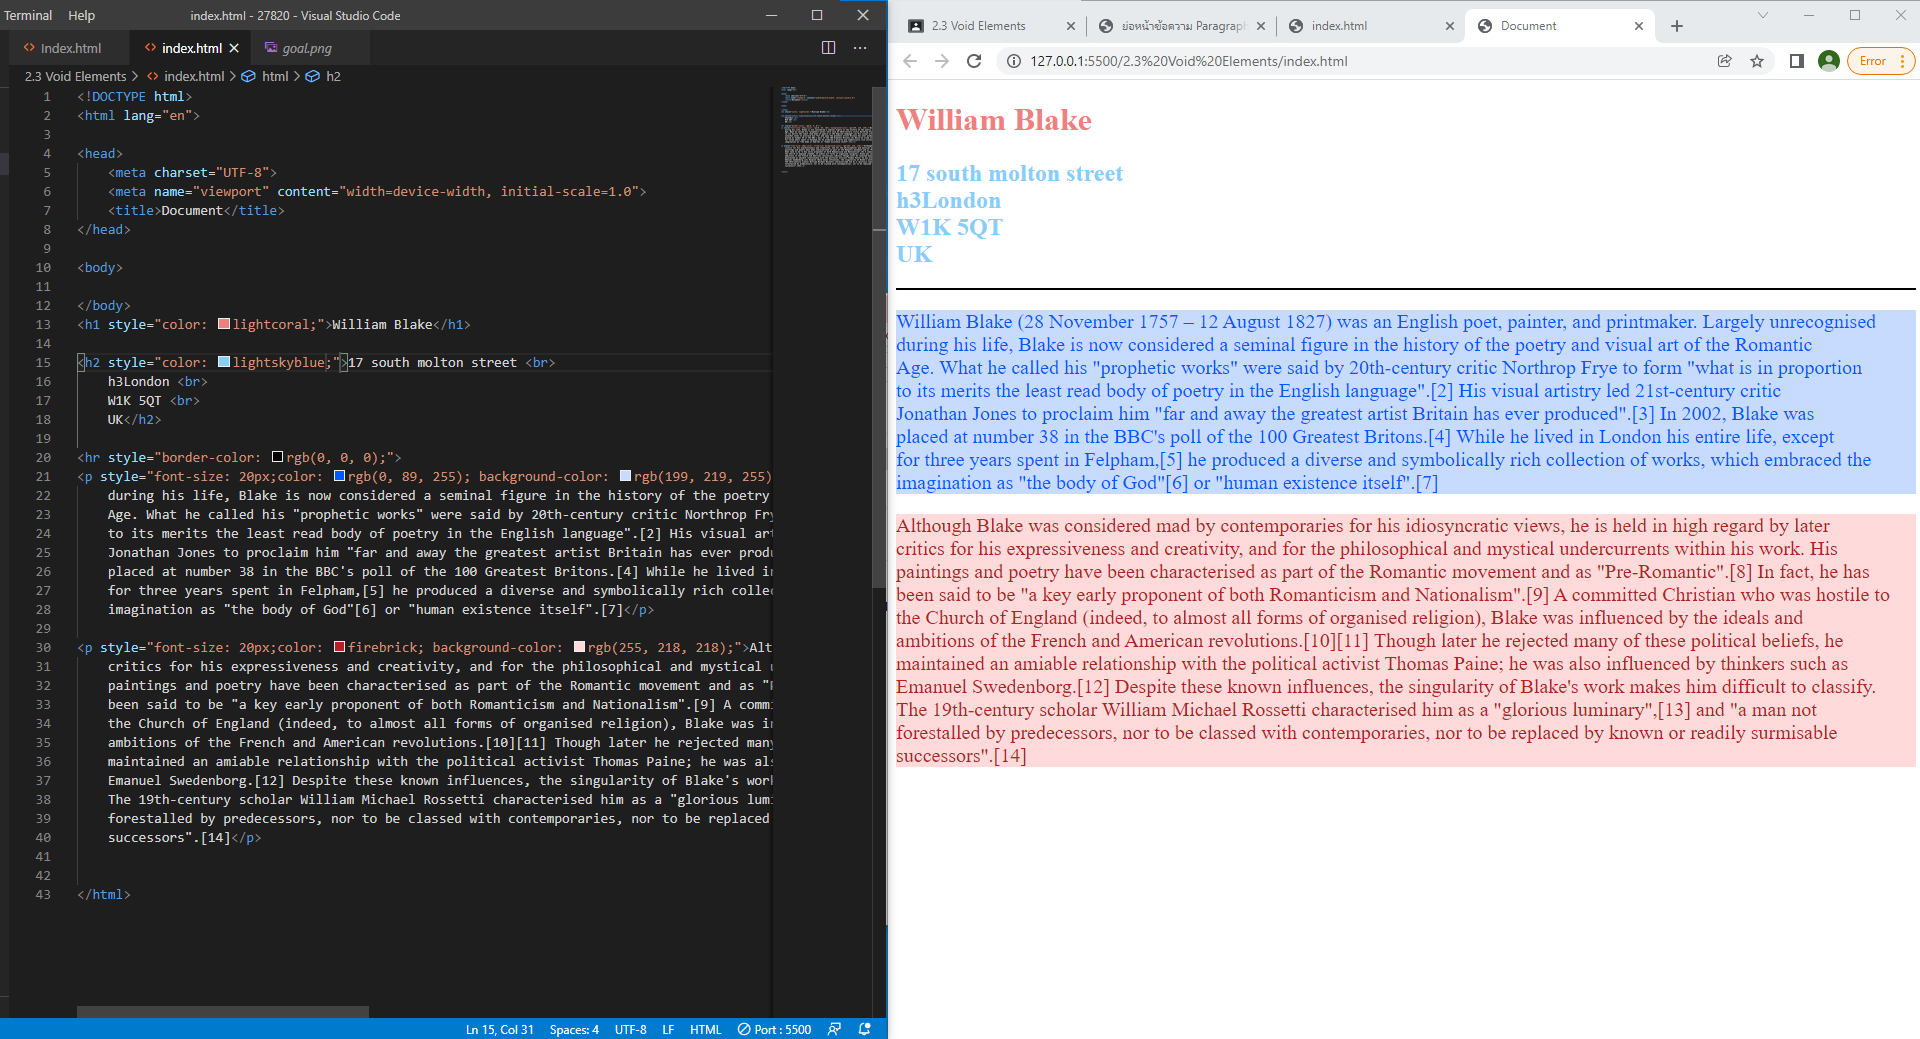 Terminal Help index.html - 27820 - Visual Studio Code
Index.html index.html goal.png
2.3 Void Elements > index.html > html > h2
1 <!DOCTYPE html>
2 <html lang="en">
3
4 <head>
5 <meta charset="UTF-8">
6 <meta name="viewport" content="width=device-width, initial-scale=1.0">
7 <title>Document</title>
8 </head>
9
10 <body>
11
12 </body>
13 <h1 style="color: lightcoral;">William Blake</h1>
14
15 <h2 style="color: lightskyblue;">17 south molton street <br>
16 h3London <br>
17 W1K 5QT <br>
18 UK</h2>
19
20 <hr style="border-color: rgb(0, 0, 0);">
21 <p style="font-size: 20px;color: rgb(0, 89, 255); background-color: rgb(199, 219, 255)
22 during his life, Blake is now considered a seminal figure in the history of the poetry
23 Age. What he called his "prophetic works" were said by 20th-century critic Northrop Frye
24 to its merits the least read body of poetry in the English language".[2] His visual art
25 Jonathan Jones to proclaim him "far and away the greatest artist Britain has ever produ
26 placed at number 38 in the BBC's poll of the 100 Greatest Britons.[4] While he lived in
27 for three years spent in Felpham,[5] he produced a diverse and symbolically rich collec
28 imagination as "the body of God"[6] or "human existence itself".[7]</p>
29
30 <p style="font-size: 20px;color: firebrick; background-color: rgb(255, 218, 218);">Alt
31 critics for his expressiveness and creativity, and for the philosophical and mystical
32 paintings and poetry have been characterised as part of the Romantic movement and as "P
33 been said to be "a key early proponent of both Romanticism and Nationalism".[9] A commi
34 the Church of England (indeed, to almost all forms of organised religion), Blake was in
35 ambitions of the French and American revolutions.[10][11] Though later he rejected many
36 maintained an amiable relationship with the political activist Thomas Paine; he was als
37 Emanuel Swedenborg.[12] Despite these known influences, the singularity of Blake's work
38 The 19th-century scholar William Michael Rossetti characterised him as a "glorious lumi
39 forestalled by predecessors, nor to be classed with contemporaries, nor to be replaced
40 successors".[14]</p>
41
42
43 </html>
Ln 15, Col 31 Spaces: 4 UTF-8 LF HTML Port : 5500
2.3 Void Elements ย่อหน้าข้อความ Paragraph index.html Document
127.0.0.1:5500/2.3%20Void%20Elements/index.html Error
William Blake
17 south molton street
h3London
W1K 5QT
UK
William Blake (28 November 1757 – 12 August 1827) was an English poet, painter, and printmaker. Largely unrecognised
during his life, Blake is now considered a seminal figure in the history of the poetry and visual art of the Romantic
Age. What he called his "prophetic works" were said by 20th-century critic Northrop Frye to form "what is in proportion
to its merits the least read body of poetry in the English language".[2] His visual artistry led 21st-century critic
Jonathan Jones to proclaim him "far and away the greatest artist Britain has ever produced".[3] In 2002, Blake was
placed at number 38 in the BBC's poll of the 100 Greatest Britons.[4] While he lived in London his entire life, except
for three years spent in Felpham,[5] he produced a diverse and symbolically rich collection of works, which embraced the
imagination as "the body of God"[6] or "human existence itself".[7]
Although Blake was considered mad by contemporaries for his idiosyncratic views, he is held in high regard by later
critics for his expressiveness and creativity, and for the philosophical and mystical undercurrents within his work. His
paintings and poetry have been characterised as part of the Romantic movement and as "Pre-Romantic".[8] In fact, he has
been said to be "a key early proponent of both Romanticism and Nationalism".[9] A committed Christian who was hostile to
the Church of England (indeed, to almost all forms of organised religion), Blake was influenced by the ideals and
ambitions of the French and American revolutions.[10][11] Though later he rejected many of these political beliefs, he
maintained an amiable relationship with the political activist Thomas Paine; he was also influenced by thinkers such as
Emanuel Swedenborg.[12] Despite these known influences, the singularity of Blake's work makes him difficult to classify.
The 19th-century scholar William Michael Rossetti characterised him as a "glorious luminary",[13] and "a man not
forestalled by predecessors, nor to be classed with contemporaries, nor to be replaced by known or readily surmisable
successors".[14]